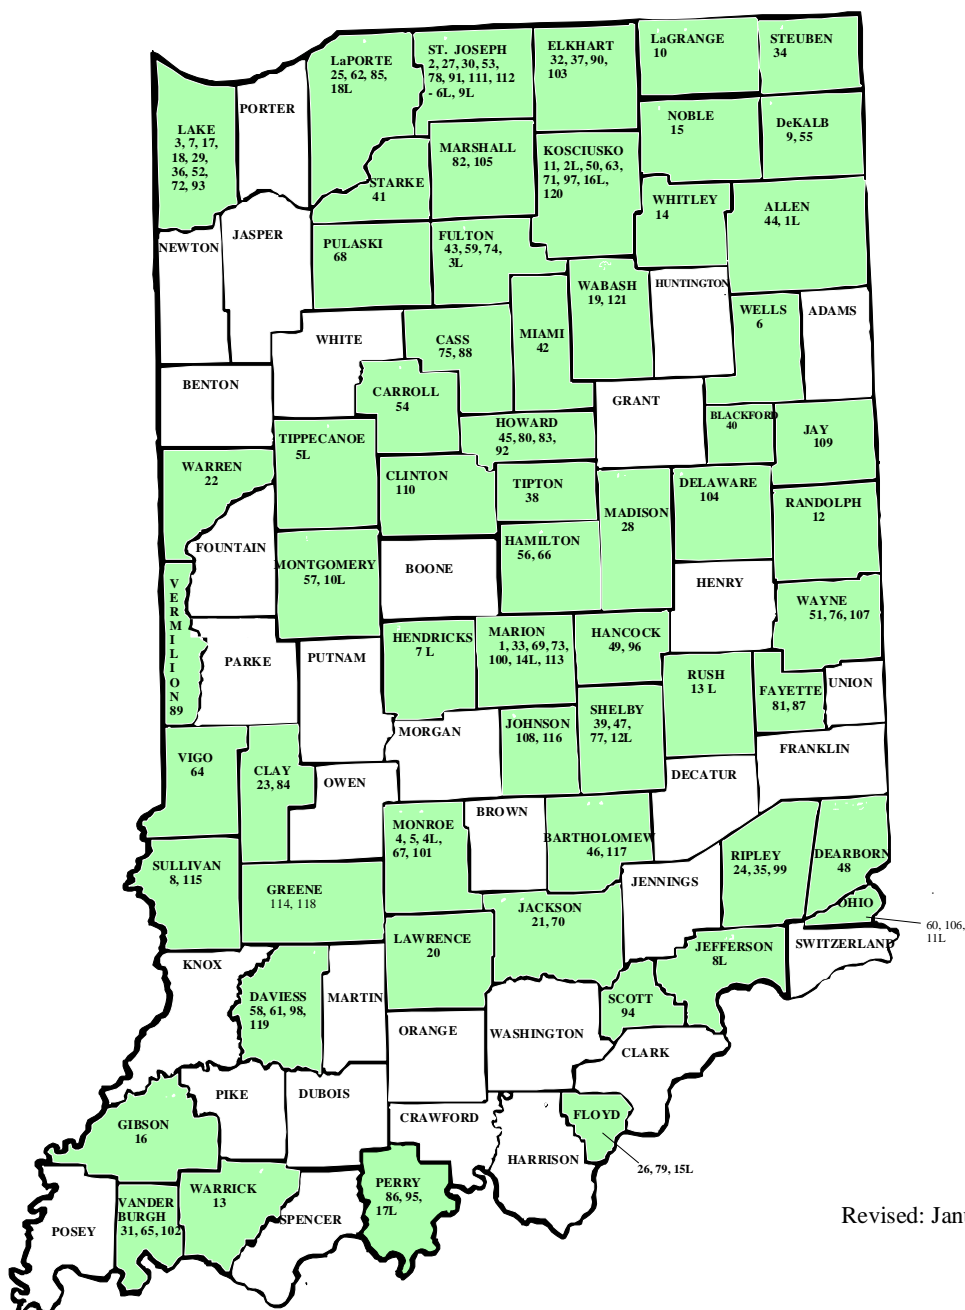 LaPORTE
25, 62, 85,
18L
ST. JOSEPH
2, 27, 30, 53,
78, 91, 111, 112
- 6L, 9L
ELKHART
32, 37, 90,
103
LaGRANGE
10
STEUBEN
34
PORTER
LAKE
3, 7, 17,
18, 29,
36, 52,
72, 93
NOBLE
15
DeKALB
9, 55
MARSHALL
82, 105
KOSCIUSKO
11, 2L, 50, 63,
71, 97, 16L,
120
STARKE
41
WHITLEY
14
ALLEN
44, 1L
NEWTON
JASPER
PULASKI
68
FULTON
43, 59, 74,
3L
WABASH
19, 121
HUNTINGTON
WELLS
6
ADAMS
WHITE
CASS
75, 88
MIAMI
42
BENTON
CARROLL
54
GRANT
BLACKFORD
40
JAY
109
HOWARD
45, 80, 83,
92
TIPPECANOE
5L
WARREN
22
CLINTON
110
TIPTON
38
MADISON
28
DELAWARE
104
RANDOLPH
12
FOUNTAIN
MONTGOMERY
57, 10L
BOONE
HAMILTON
56, 66
HENRY
VERMILION
89
WAYNE
51, 76, 107
HENDRICKS
7 L
MARION
1, 33, 69, 73,
100, 14L, 113
HANCOCK
49, 96
PARKE
PUTNAM
RUSH
13 L
FAYETTE
81, 87
UNION
MORGAN
JOHNSON
108, 116
SHELBY
39, 47,
77, 12L
FRANKLIN
VIGO
64
CLAY
23, 84
OWEN
DECATUR
MONROE
4, 5, 4L,
67, 101
BROWN
BARTHOLOMEW
46, 117
SULLIVAN
8, 115
RIPLEY
24, 35, 99
DEARBORN
48
GREENE
114, 118
JENNINGS
OHIO
60, 106,
11L
JACKSON
21, 70
LAWRENCE
20
JEFFERSON
8L
SWITZERLAND
KNOX
DAVIESS
58, 61, 98,
119
MARTIN
SCOTT
94
ORANGE
WASHINGTON
CLARK
PIKE
DUBOIS
GIBSON
16
CRAWFORD
FLOYD
26, 79, 15L
HARRISON
PERRY
86, 95,
17L
WARRICK
13
VANDER
BURGH
31, 65, 102
POSEY
SPENCER
Revised: Jan